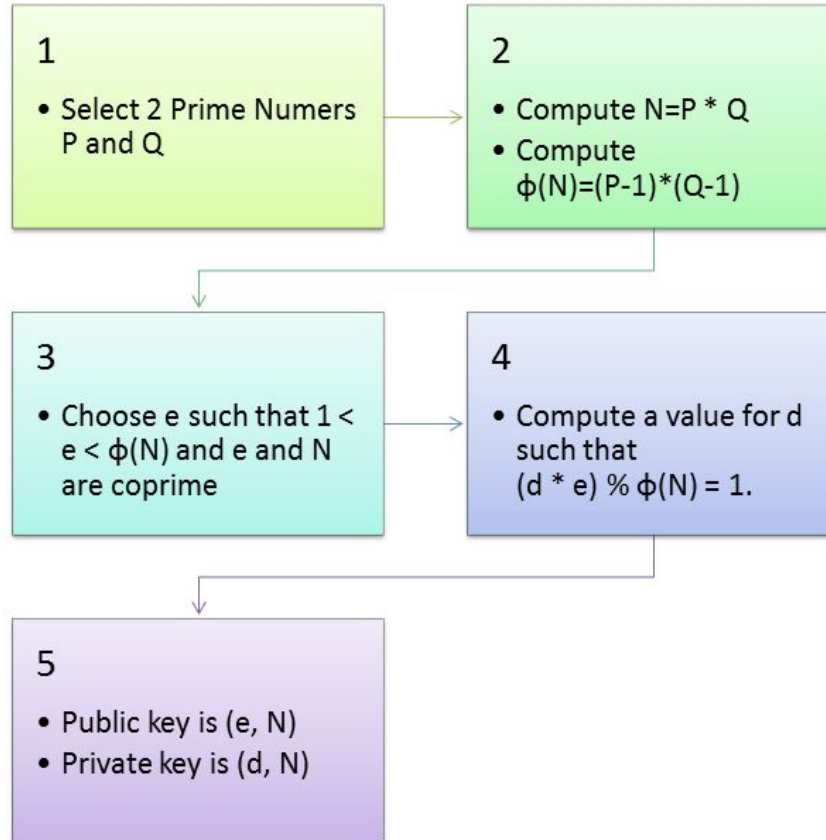 1
• Select 2 Prime Numers
P and Q
2
• Compute N=P * Q
• Compute
ϕ(N)=(P-1)*(Q-1)
3
• Choose e such that 1 <
e < ϕ(N) and e and N
are coprime
4
• Compute a value for d
such that
(d * e) % ϕ(N) = 1.
5
• Public key is (e, N)
• Private key is (d, N)